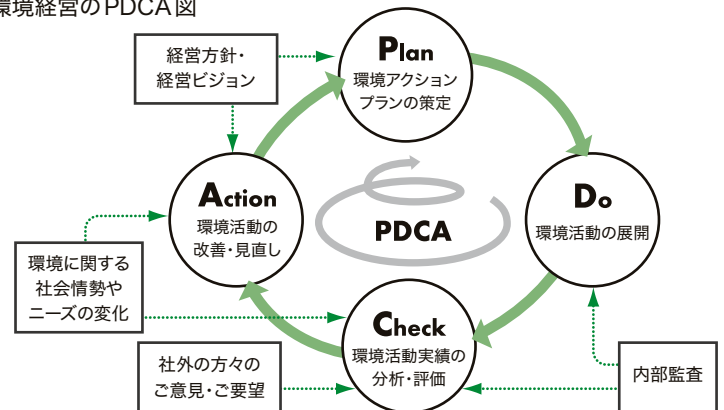 環境経営のPDCA図
経営方針・
経営ビジョン
Plan
環境アクション
プランの策定
Action
環境活動の
改善・見直し
PDCA
Do
環境活動の展開
環境に関する
社会情勢や
ニーズの変化
Check
環境活動実績の
分析・評価
社外の方々の
ご意見・ご要望
内部監査